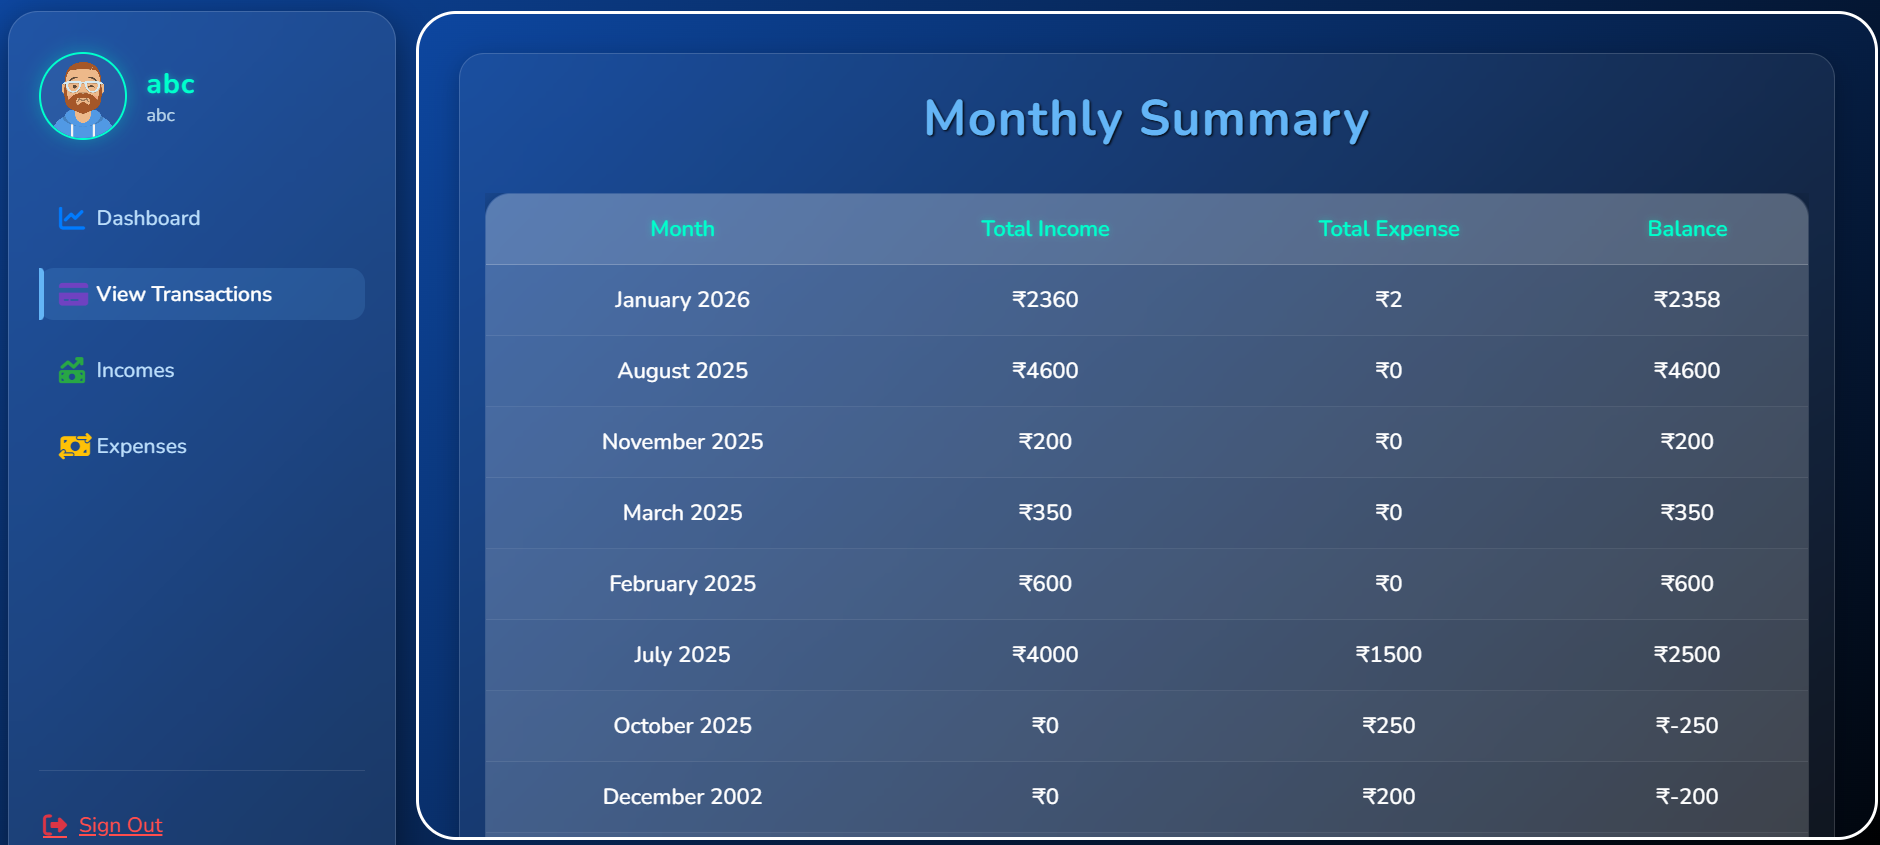 abc
abc
Dashboard
View Transactions
Incomes
Expenses
Sign Out
Monthly Summary
Month Total Income Total Expense Balance
January 2026 ₹2360 ₹2 ₹2358
August 2025 ₹4600 ₹0 ₹4600
November 2025 ₹200 ₹0 ₹200
March 2025 ₹350 ₹0 ₹350
February 2025 ₹600 ₹0 ₹600
July 2025 ₹4000 ₹1500 ₹2500
October 2025 ₹0 ₹250 ₹-250
December 2002 ₹0 ₹200 ₹-200